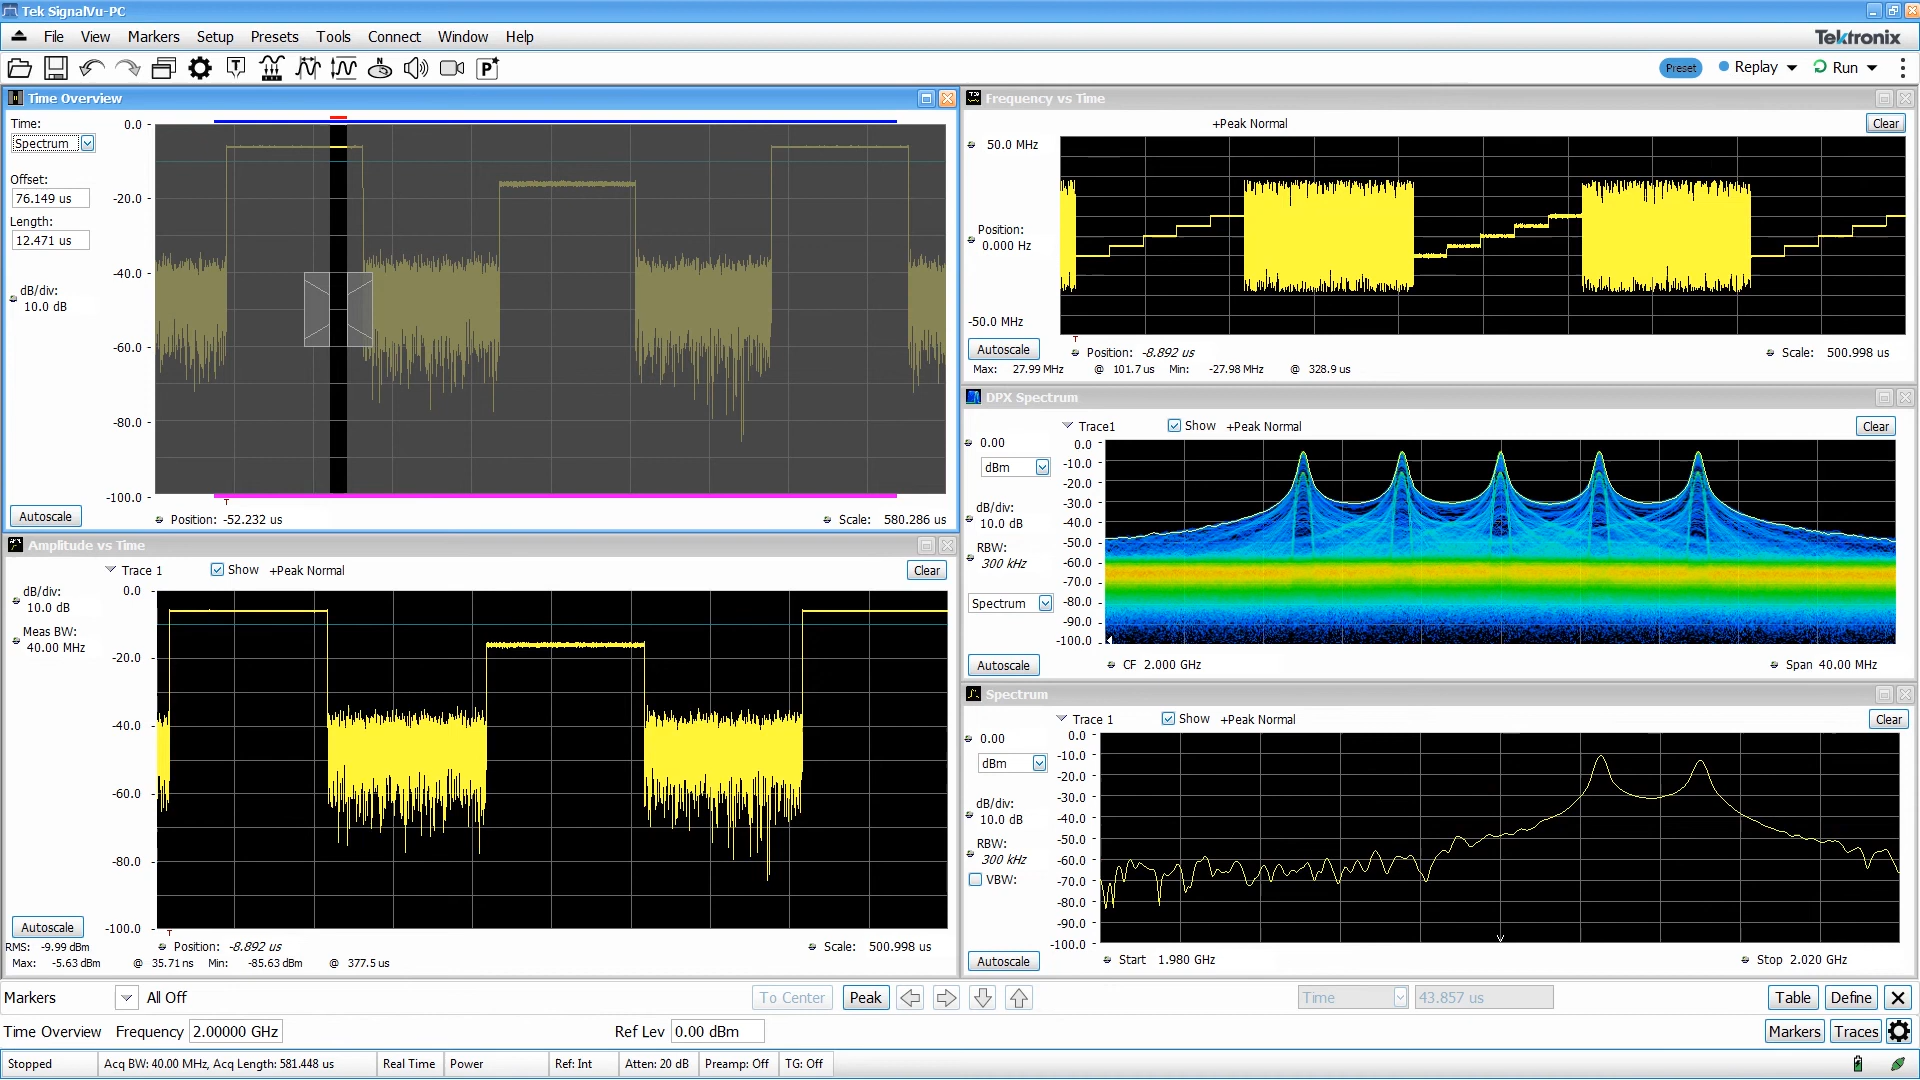 Tek SignalVu-PC
File View Markers Setup Presets Tools Connect Window Help
Tektronix
T N P Preset Replay Run
Time Overview
Time:
Spectrum
Offset:
76.149 us
Length:
12.471 us
dB/div:
10.0 dB
Autoscale
0.0
-20.0
-40.0
-60.0
-80.0
-100.0
T
Position: -52.232 us
Scale: 580.286 us
Amplitude vs Time
Trace 1 Show +Peak Normal Clear
dB/div:
10.0 dB
Meas BW:
40.00 MHz
0.0
-20.0
-40.0
-60.0
-80.0
-100.0
Autoscale
T
Position: -8.892 us
Scale: 500.998 us
RMS: -9.99 dBm
Max: -5.63 dBm @ 35.71 ns Min: -85.63 dBm @ 377.5 us
Frequency vs Time
+Peak Normal Clear
50.0 MHz
Position:
0.000 Hz
-50.0 MHz
Autoscale
T
Position: -8.892 us
Scale: 500.998 us
Max: 27.99 MHz @ 101.7 us Min: -27.98 MHz @ 328.9 us
DPX Spectrum
Trace1 Show +Peak Normal Clear
0.00
dBm
dB/div:
10.0 dB
RBW:
300 kHz
Spectrum
Autoscale
0.0
-10.0
-20.0
-30.0
-40.0
-50.0
-60.0
-70.0
-80.0
-90.0
-100.0
CF 2.000 GHz
Span 40.00 MHz
Spectrum
Trace 1 Show +Peak Normal Clear
0.00
dBm
dB/div:
10.0 dB
RBW:
300 kHz
VBW:
Autoscale
0.0
-10.0
-20.0
-30.0
-40.0
-50.0
-60.0
-70.0
-80.0
-90.0
-100.0
Start 1.980 GHz
Stop 2.020 GHz
Markers All Off To Center Peak Time 43.857 us Table Define
Time Overview Frequency 2.00000 GHz Ref Lev 0.00 dBm Markers Traces
Stopped Acq BW: 40.00 MHz, Acq Length: 581.448 us Real Time Power Ref: Int Atten: 20 dB Preamp: Off TG: Off